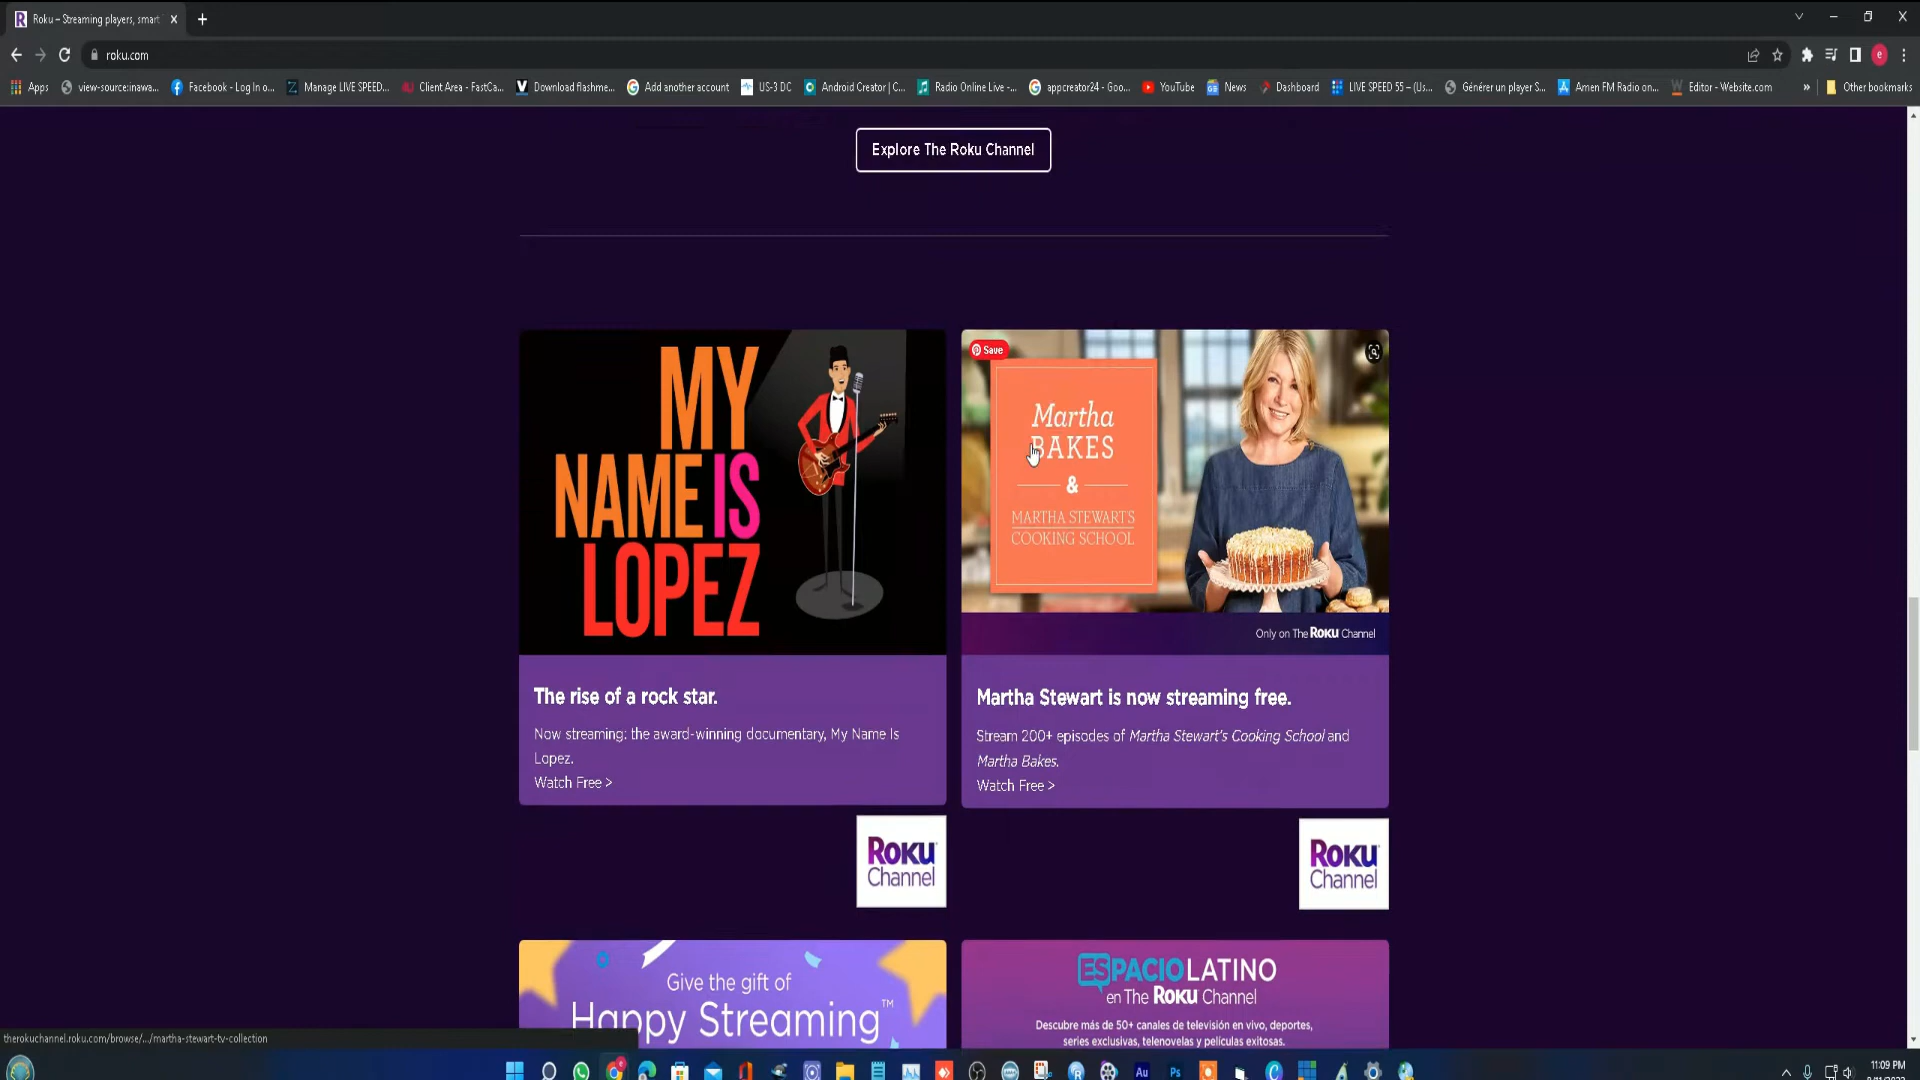 Roku – Streaming players, smart
roku.com
Apps
view-source:inawa...
Facebook - Log In o...
Manage LIVE SPEED...
Client Area - FastCa...
Download flashme...
Add another account
US-3 DC
Android Creator | C...
Radio Online Live -...
appcreator24 - Goo...
YouTube
News
Dashboard
LIVE SPEED 55 – (Us...
Générer un player S...
Amen FM Radio on...
Editor - Website.com
»
Other bookmarks
Explore The Roku Channel
MY
NAME IS
LOPEZ
Save
Martha
BAKES
&
MARTHA STEWART'S
COOKING SCHOOL
Only on The Roku Channel
The rise of a rock star.
Now streaming: the award-winning documentary, My Name Is
Lopez.
Watch Free >
Martha Stewart is now streaming free.
Stream 200+ episodes of Martha Stewart's Cooking School and
Martha Bakes.
Watch Free >
Roku
Channel
Roku
Channel
Give the gift of
Happy Streaming™
ESPACIO LATINO
en The Roku Channel
Descubre más de 50+ canales de televisión en vivo, deportes,
series exclusivas, telenovelas y películas exitosas.
therokuchannel.roku.com/browse/.../martha-stewart-tv-collection
11:09 PM